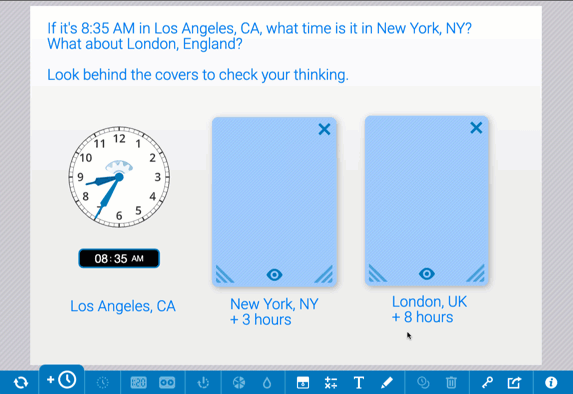 If it's 8:35 AM in Los Angeles, CA, what time is it in New York, NY?
What about London, England?
Look behind the covers to check your thinking.
12
1
2
3
4
5
6
7
8
9
10
11
08:35 AM
Los Angeles, CA
New York, NY
+ 3 hours
London, UK
+ 8 hours